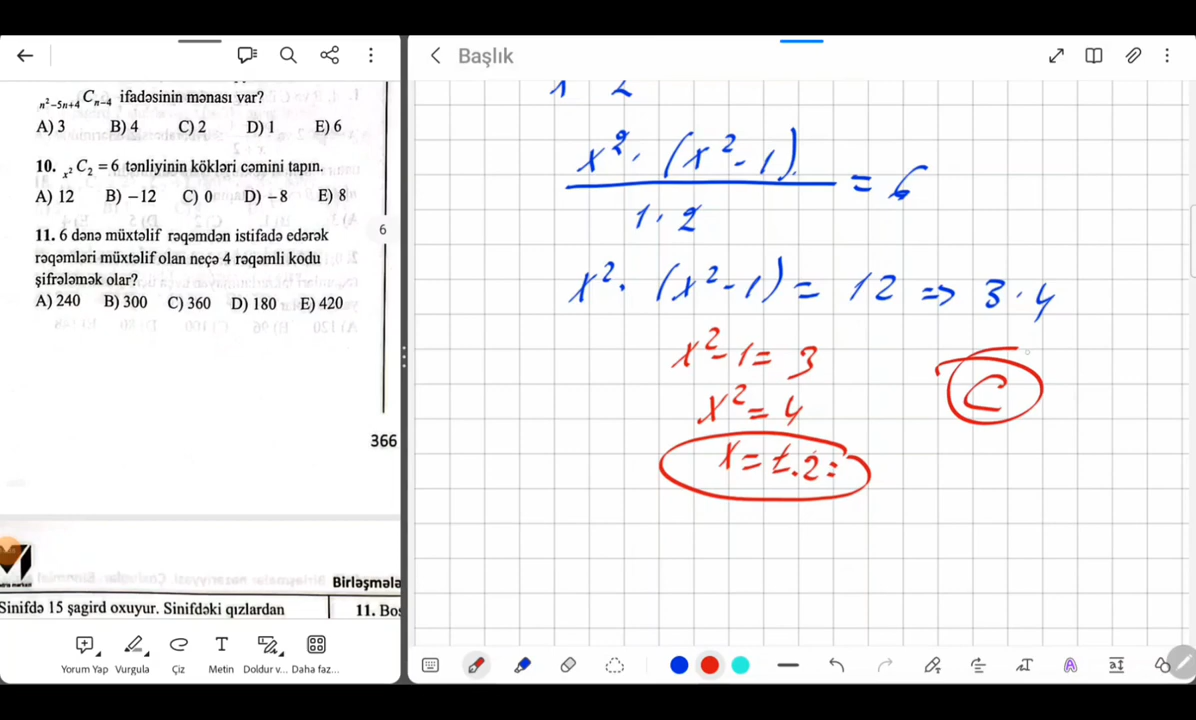 Başlık
n²-5n+4 Cn-4 ifadəsinin mənası var?
A) 3 B) 4 C) 2 D) 1 E) 6
10. x² C₂ = 6 tənliyinin kökləri cəmini tapın.
A) 12 B) −12 C) 0 D) −8 E) 8
11. 6 dənə müxtəlif rəqəmdən istifadə edərək
rəqəmləri müxtəlif olan neçə 4 rəqəmli kodu
şifrələmək olar?
A) 240 B) 300 C) 360 D) 180 E) 420
6
366
Birləşmələ
Sinifdə 15 şagird oxuyur. Sinifdəki qızlardan
11. Bo
Yorum Yap Vurgula Çiz Metin Doldur v... Daha faz...
x² · (x² - 1)
1 · 2
= 6
x² · (x² - 1) = 12 => 3 · 4
x² - 1 = 3
x² = 4
x = ± 2
C